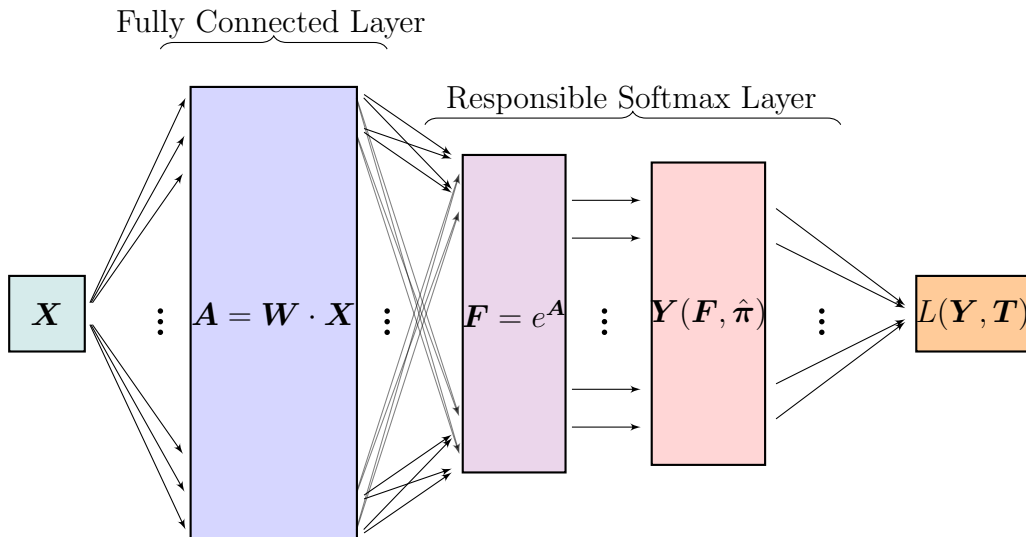 Fully Connected Layer
Responsible Softmax Layer
X
A = W · X
F = e^A
Y(F, π̂)
L(Y, T)